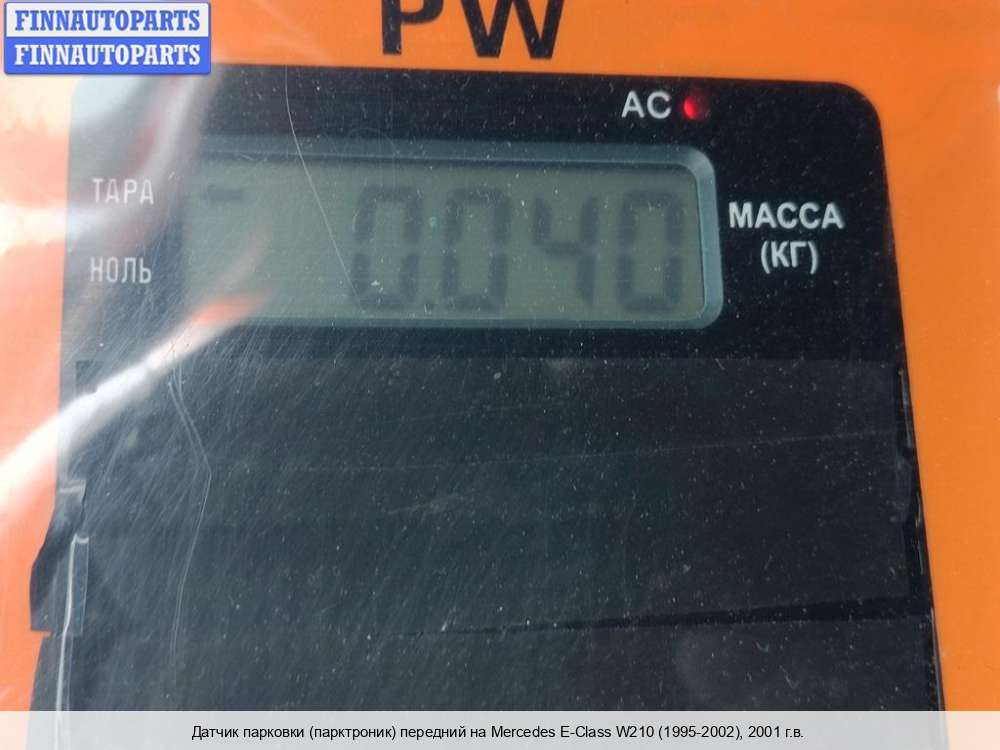 FINNAUTOPARTS
FINNAUTOPARTS
PW
AC
ТАРА
0.040
МАССА
(КГ)
НОЛЬ
Датчик парковки (парктроник) передний на Mercedes E-Class W210 (1995-2002), 2001 г.в.